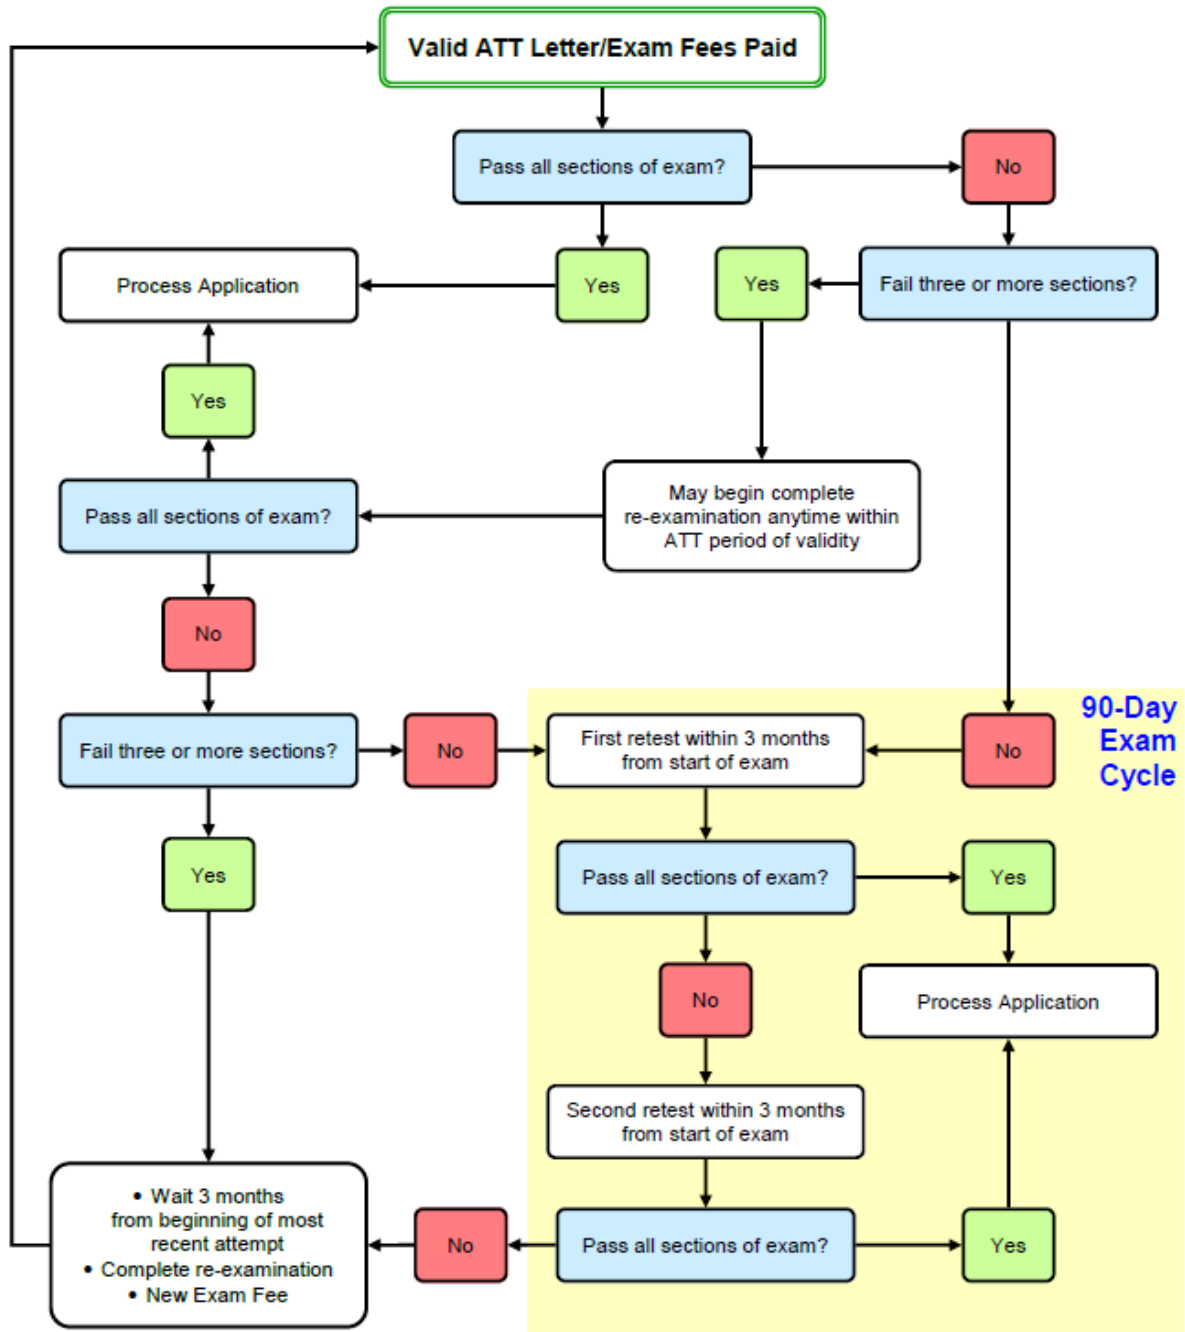 Valid ATT Letter/Exam Fees Paid
Pass all sections of exam?
No
Process Application
Yes
Yes
Fail three or more sections?
Yes
May begin complete
re-examination anytime within
ATT period of validity
Pass all sections of exam?
No
90-Day
Exam
Cycle
Fail three or more sections?
No
First retest within 3 months
from start of exam
No
Yes
Pass all sections of exam?
Yes
No
Process Application
Second retest within 3 months
from start of exam
• Wait 3 months
from beginning of most
recent attempt
• Complete re-examination
• New Exam Fee
No
Pass all sections of exam?
Yes